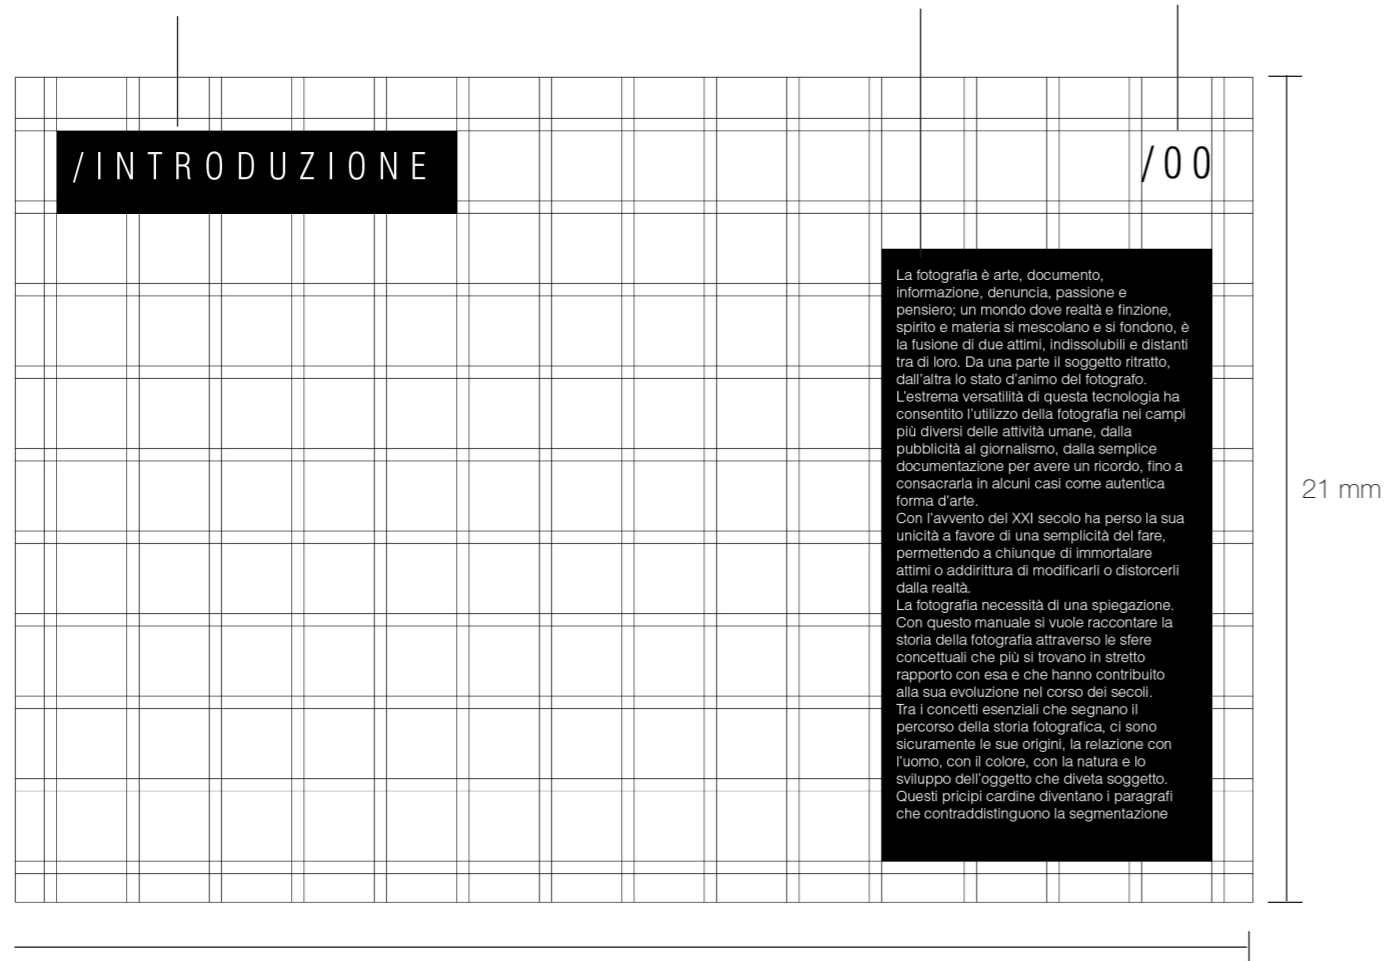 /INTRODUZIONE
/00
La fotografia è arte, documento,
informazione, denuncia, passione e
pensiero; un mondo dove realtà e finzione,
spirito e materia si mescolano e si fondono, è
la fusione di due attimi, indissolubili e distanti
tra di loro. Da una parte il soggetto ritratto,
dall’altra lo stato d’animo del fotografo.
L’estrema versatilità di questa tecnologia ha
consentito l’utilizzo della fotografia nei campi
più diversi delle attività umane, dalla
pubblicità al giornalismo, dalla semplice
documentazione per avere un ricordo, fino a
consacrarla in alcuni casi come autentica
forma d’arte.
Con l’avvento del XXI secolo ha perso la sua
unicità a favore di una semplicità del fare,
permettendo a chiunque di immortalare
attimi o addirittura di modificarli o distorcerli
dalla realtà.
La fotografia necessità di una spiegazione.
Con questo manuale si vuole raccontare la
storia della fotografia attraverso le sfere
concettuali che più si trovano in stretto
rapporto con esa e che hanno contribuito
alla sua evoluzione nel corso dei secoli.
Tra i concetti esenziali che segnano il
percorso della storia fotografica, ci sono
sicuramente le sue origini, la relazione con
l’uomo, con il colore, con la natura e lo
sviluppo dell’oggetto che diveta soggetto.
Questi pricipi cardine diventano i paragrafi
che contraddistinguono la segmentazione
21 mm